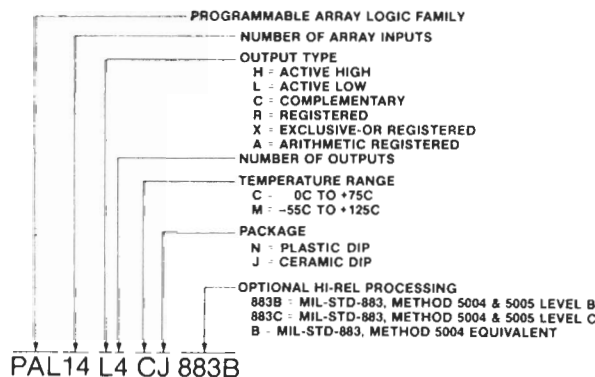 PROGRAMMABLE ARRAY LOGIC FAMILY
NUMBER OF ARRAY INPUTS
OUTPUT TYPE
H = ACTIVE HIGH
L = ACTIVE LOW
C = COMPLEMENTARY
R = REGISTERED
X = EXCLUSIVE-OR REGISTERED
A = ARITHMETIC REGISTERED
NUMBER OF OUTPUTS
TEMPERATURE RANGE
C - 0C TO +75C
M = -55C TO +125C
PACKAGE
N = PLASTIC DIP
J = CERAMIC DIP
OPTIONAL HI-REL PROCESSING
883B = MIL-STD-883, METHOD 5004 & 5005 LEVEL B
883C = MIL-STD-883, METHOD 5004 & 5005 LEVEL C
B - MIL-STD-883, METHOD 5004 EQUIVALENT
PAL14 L4 CJ 883B